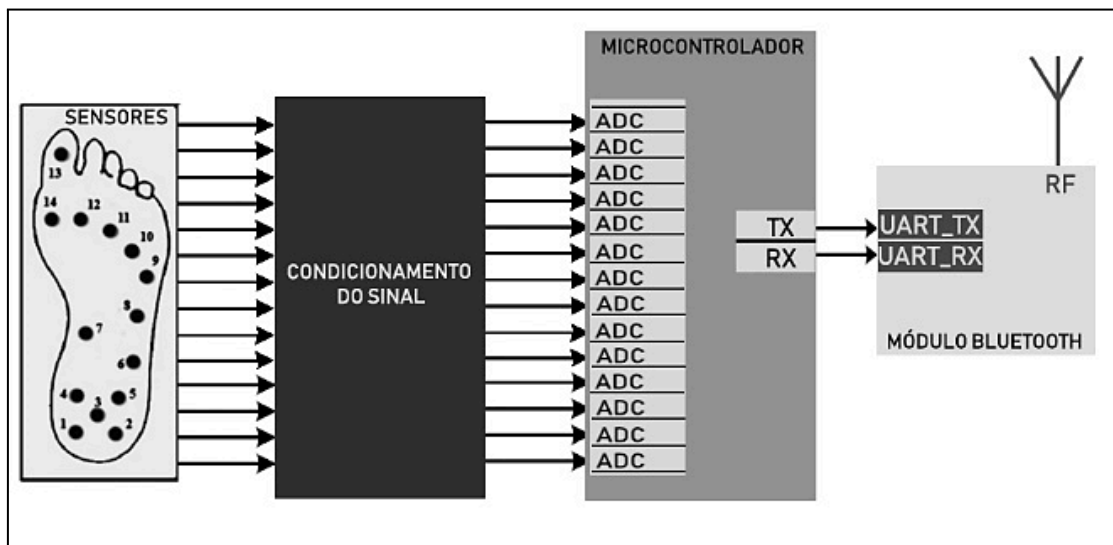 SENSORES
13
14
12
11
10
9
8
7
6
4
5
3
1
2
CONDICIONAMENTO
DO SINAL
MICROCONTROLADOR
ADC
ADC
ADC
ADC
ADC
ADC
ADC
ADC
ADC
ADC
ADC
ADC
ADC
ADC
TX
RX
RF
UART_TX
UART_RX
MÓDULO BLUETOOTH